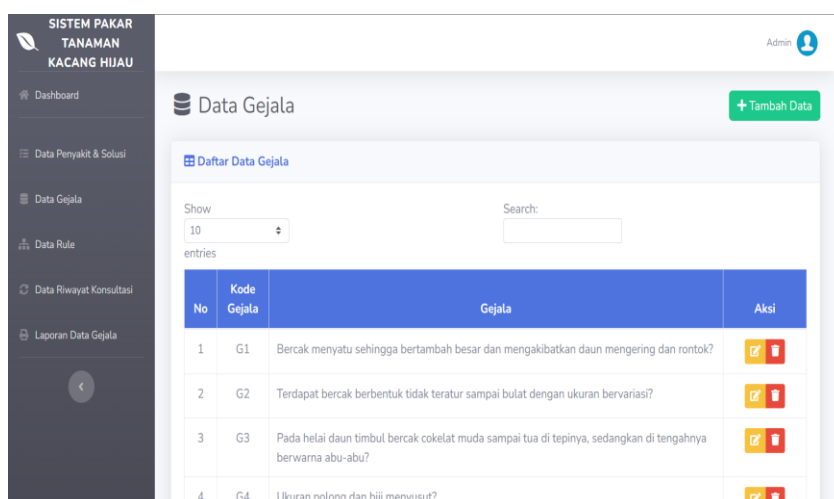 SISTEM PAKAR
TANAMAN
KACANG HIJAU
Admin
Dashboard
Data Gejala
Tambah Data
Data Penyakit & Solusi
Daftar Data Gejala
Data Gejala
Show
Search:
10
entries
Data Rule
Data Riwayat Konsultasi
Laporan Data Gejala
No
Kode
Gejala
Gejala
Aksi
1 G1 Bercak menyatu sehingga bertambah besar dan mengakibatkan daun mengering dan rontok?
2 G2 Terdapat bercak berbentuk tidak teratur sampai bulat dengan ukuran bervariasi?
3 G3 Pada helai daun timbul bercak cokelat muda sampai tua di tepinya, sedangkan di tengahnya
berwarna abu-abu?
4 G4 Ukuran polong dan biji menyusut?